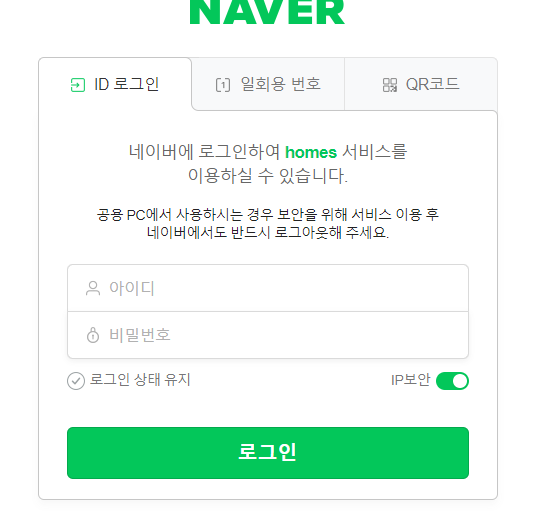 NAVER
ID 로그인
일회용 번호
QR코드
네이버에 로그인하여 homes 서비스를
이용하실 수 있습니다.
공용 PC에서 사용하시는 경우 보안을 위해 서비스 이용 후
네이버에서도 반드시 로그아웃해 주세요.
아이디
비밀번호
로그인 상태 유지
IP보안
로그인